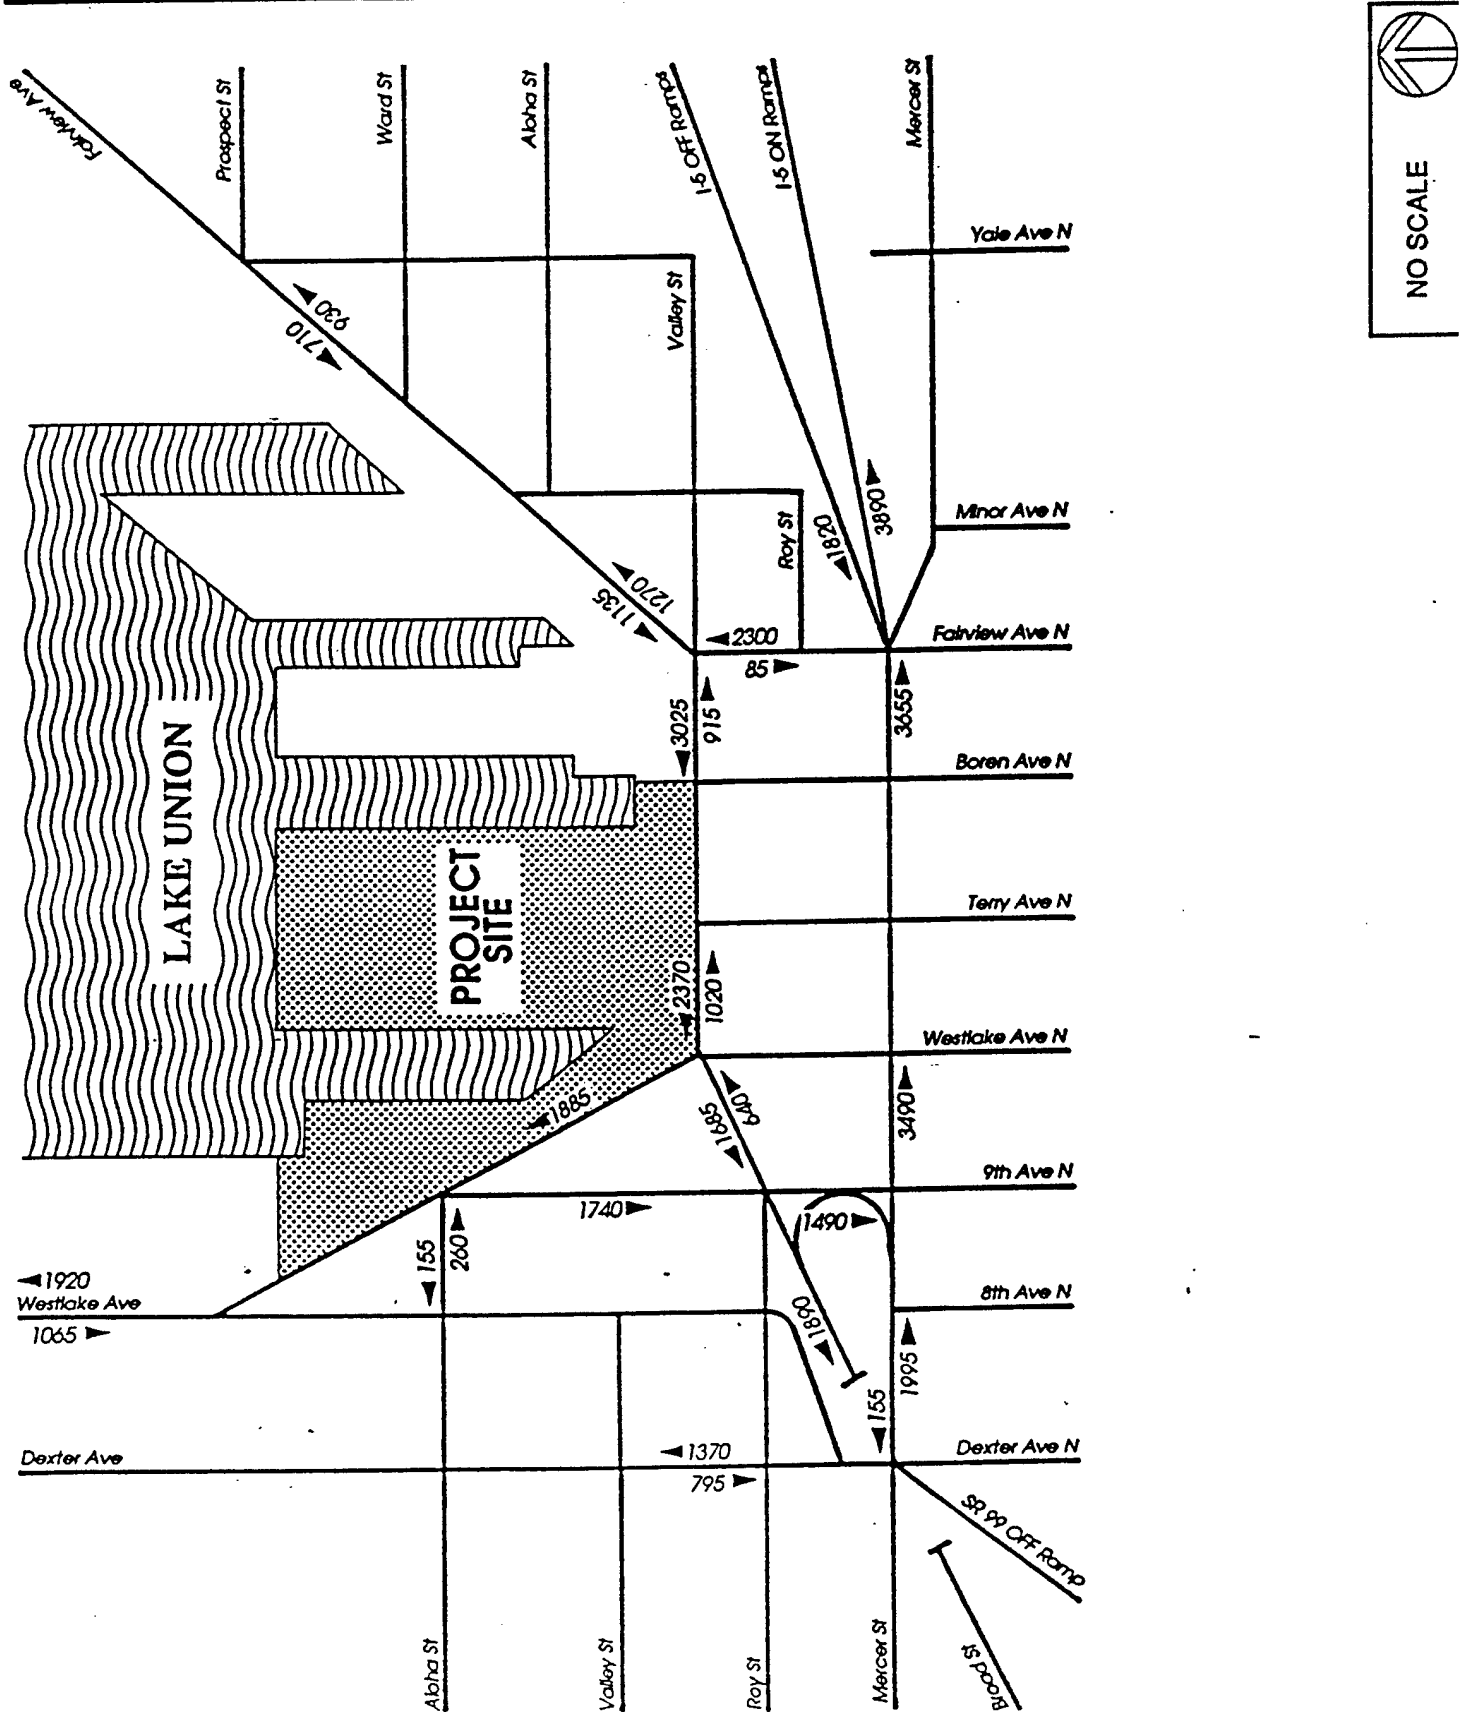 Fairview Ave
Prospect St
Ward St
Aloha St
I-5 OFF Ramps
I-5 ON Ramps
Mercer St
NO SCALE
Yale Ave N
Valley St
930
710
Minor Ave N
3890
1820
Roy St
1270
1135
2300
85
Fairview Ave N
3025
915
3655
Boren Ave N
LAKE UNION
PROJECT
SITE
Terry Ave N
2370
1020
Westlake Ave N
1885
640
1685
3490
9th Ave N
1740
1490
155
260
1920
Westlake Ave
1065
8th Ave N
1890
1995
155
Dexter Ave
1370
795
Dexter Ave N
SR 99 OFF Ramp
Aloha St
Valley St
Roy St
Mercer St
Broad St